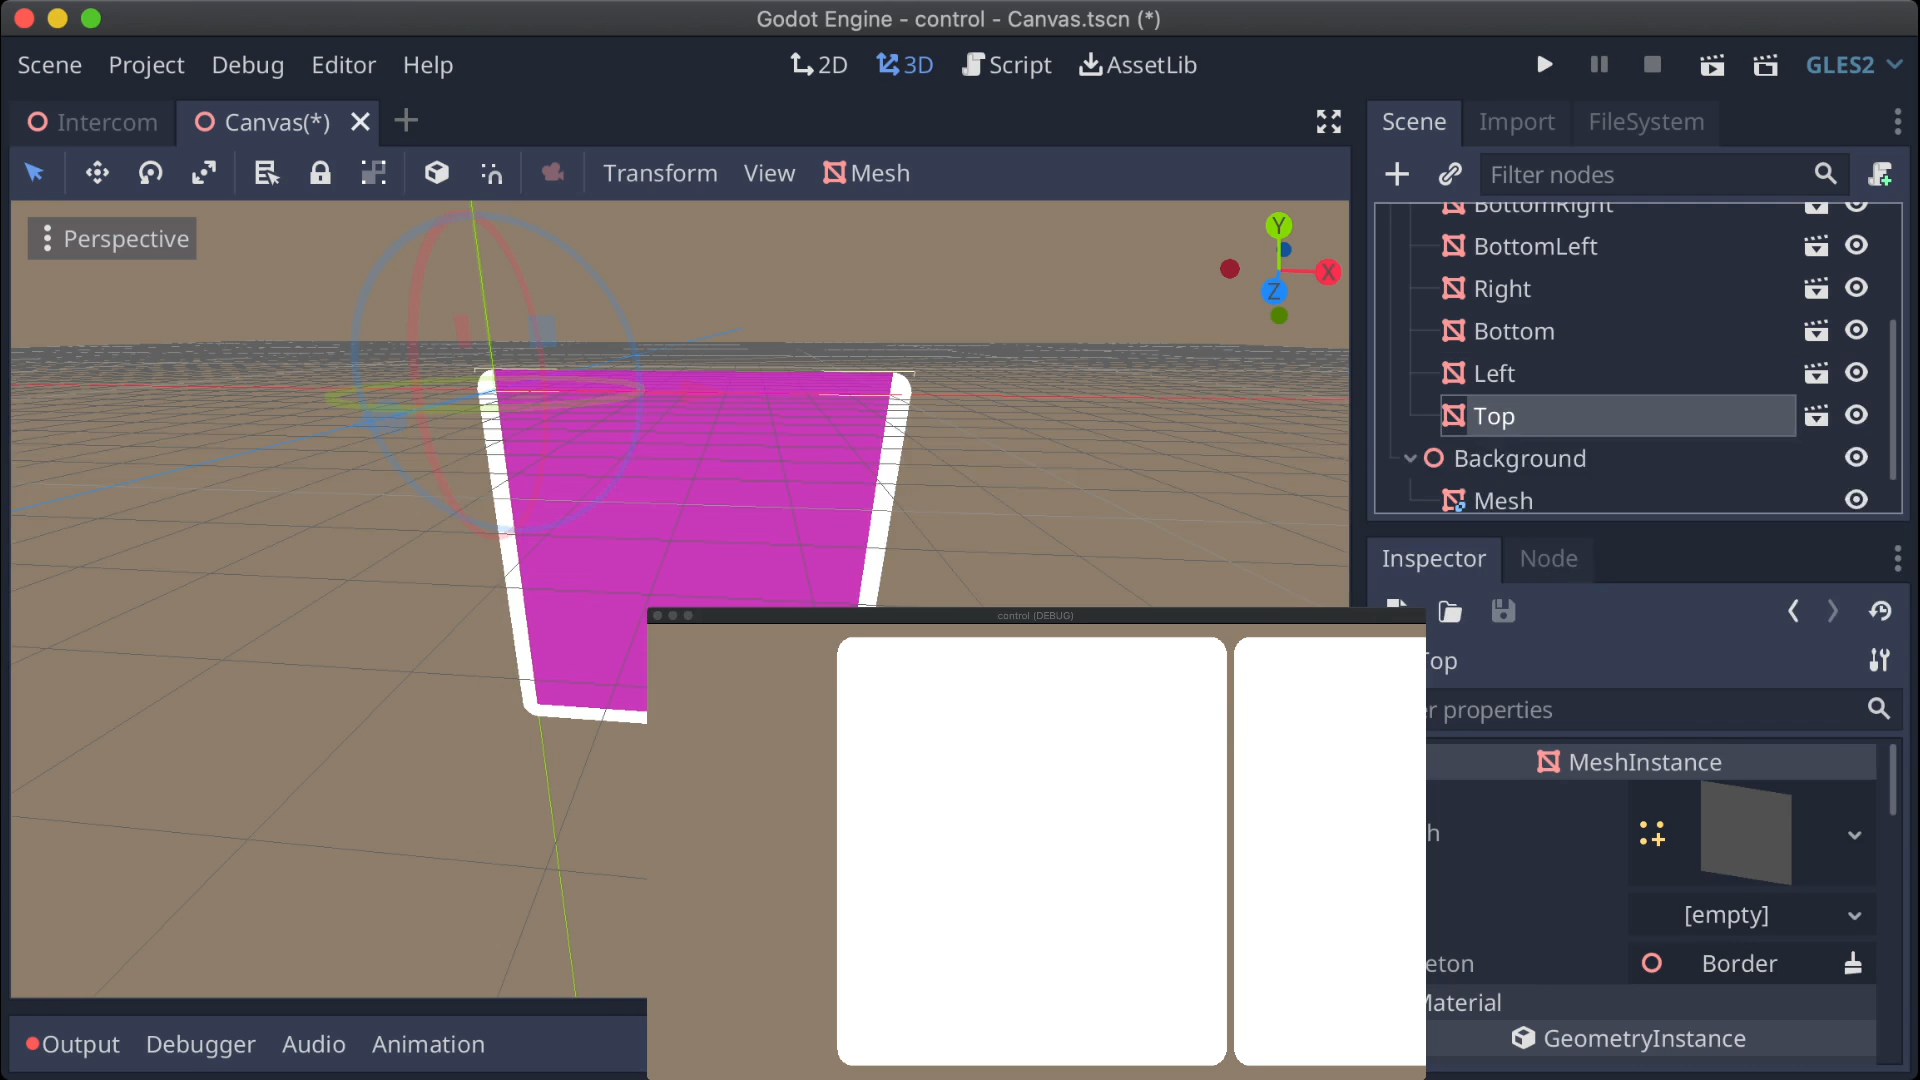 Godot Engine - control - Canvas.tscn (*)
Scene Project Debug Editor Help
2D 3D Script AssetLib
GLES2
Intercom Canvas(*)
Scene Import FileSystem
Transform View Mesh
Filter nodes
Perspective
Y
X
Z
BottomRight
BottomLeft
Right
Bottom
Left
Top
Background
Mesh
Inspector Node
control (DEBUG)
op
r properties
MeshInstance
h
[empty]
eton Border
Material
GeometryInstance
Output Debugger Audio Animation